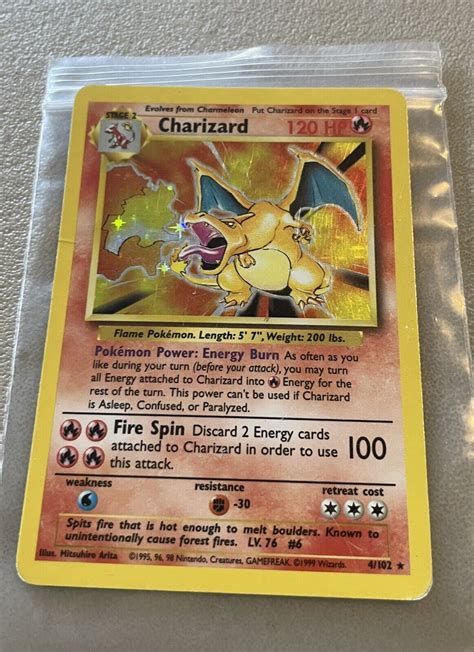 Evolves from Charmeleon Put Charizard on the Stage 1 card
STAGE 2
Charizard 120 HP
Flame Pokémon. Length: 5' 7", Weight: 200 lbs.
Pokémon Power: Energy Burn As often as you
like during your turn (before your attack), you may turn
all Energy attached to Charizard into Energy for the
rest of the turn. This power can't be used if Charizard
is Asleep, Confused, or Paralyzed.
Fire Spin Discard 2 Energy cards
attached to Charizard in order to use
this attack.
100
weakness resistance retreat cost
-30
Spits fire that is hot enough to melt boulders. Known to
unintentionally cause forest fires. LV. 76 #6
Illus. Mitsuhiro Arita ©1995, 96, 98 Nintendo, Creatures, GAMEFREAK. ©1999 Wizards. 4/102 ★